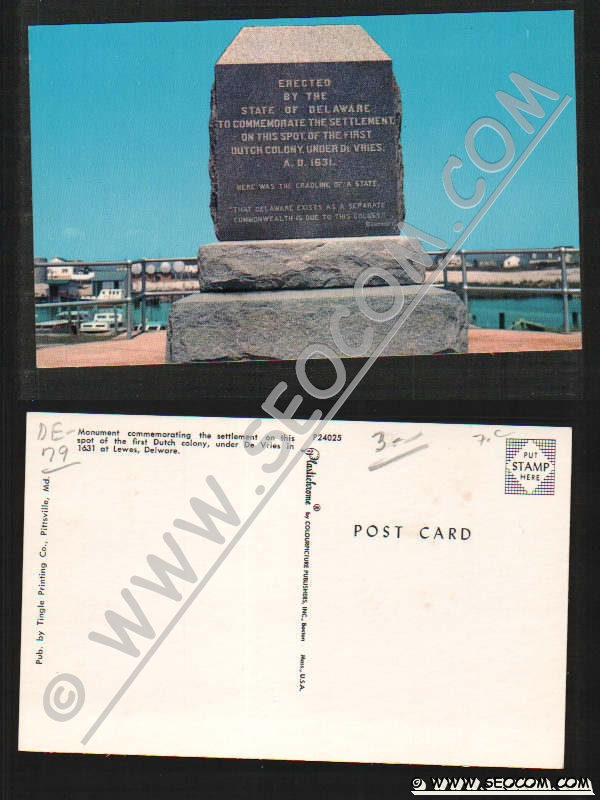 ERECTED
BY THE
STATE OF DELAWARE
TO COMMEMORATE THE SETTLEMENT,
ON THIS SPOT, OF THE FIRST
DUTCH COLONY, UNDER DE VRIES.
A. D. 1631.
HERE WAS THE CRADLING OF A STATE.
"THAT DELAWARE EXISTS AS A SEPARATE
COMMONWEALTH IS DUE TO THIS COLONY."
© WWW.SEOCOM.COM
DE-
79
Monument commemorating the settlement on this
spot of the first Dutch colony, under De Vries in
1631 at Lewes, Delware.
P24025
3-
PUT
STAMP
HERE
POST CARD
Plastichrome ® by COLOURPICTURE PUBLISHERS, INC., Boston Mass., U.S.A.
Pub. by Tingle Printing Co., Pittsville, Md.
© WWW.SEOCOM.COM